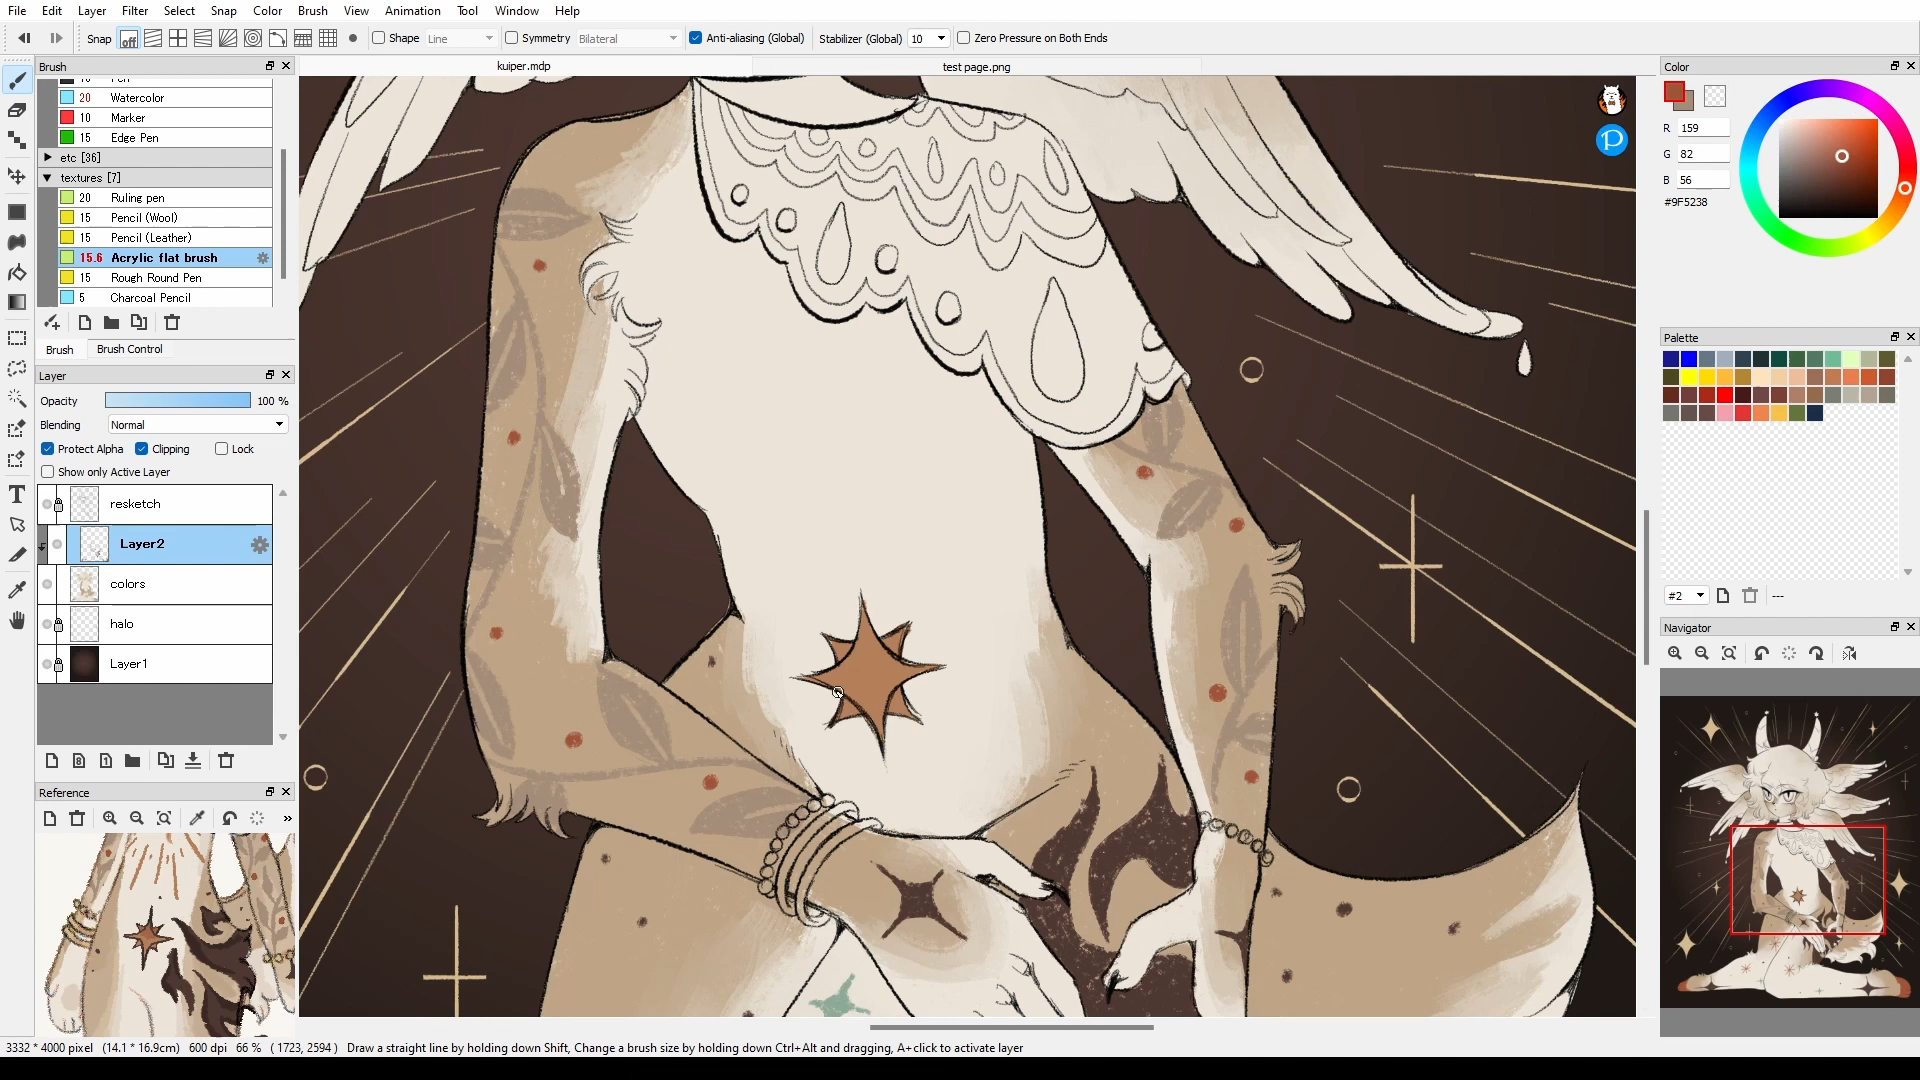 File Edit Layer Filter Select Snap Color Brush View Animation Tool Window Help
Snap off Shape Line Symmetry Bilateral Anti-aliasing (Global) Stabilizer (Global) 10 Zero Pressure on Both Ends
Brush
kuiper.mdp
test page.png
20 Watercolor
10 Marker
15 Edge Pen
etc [36]
textures [7]
20 Ruling pen
15 Pencil (Wool)
15 Pencil (Leather)
15.6 Acrylic flat brush
15 Rough Round Pen
5 Charcoal Pencil
Brush Brush Control
Layer
Opacity 100 %
Blending Normal
Protect Alpha Clipping Lock
Show only Active Layer
resketch
Layer2
colors
halo
Layer1
Reference
Color
R 159
G 82
B 56
#9F5238
Palette
#2 ---
Navigator
3332 * 4000 pixel (14.1 * 16.9cm) 600 dpi 66 % ( 1723, 2594 ) Draw a straight line by holding down Shift, Change a brush size by holding down Ctrl+Alt and dragging, A+click to activate layer